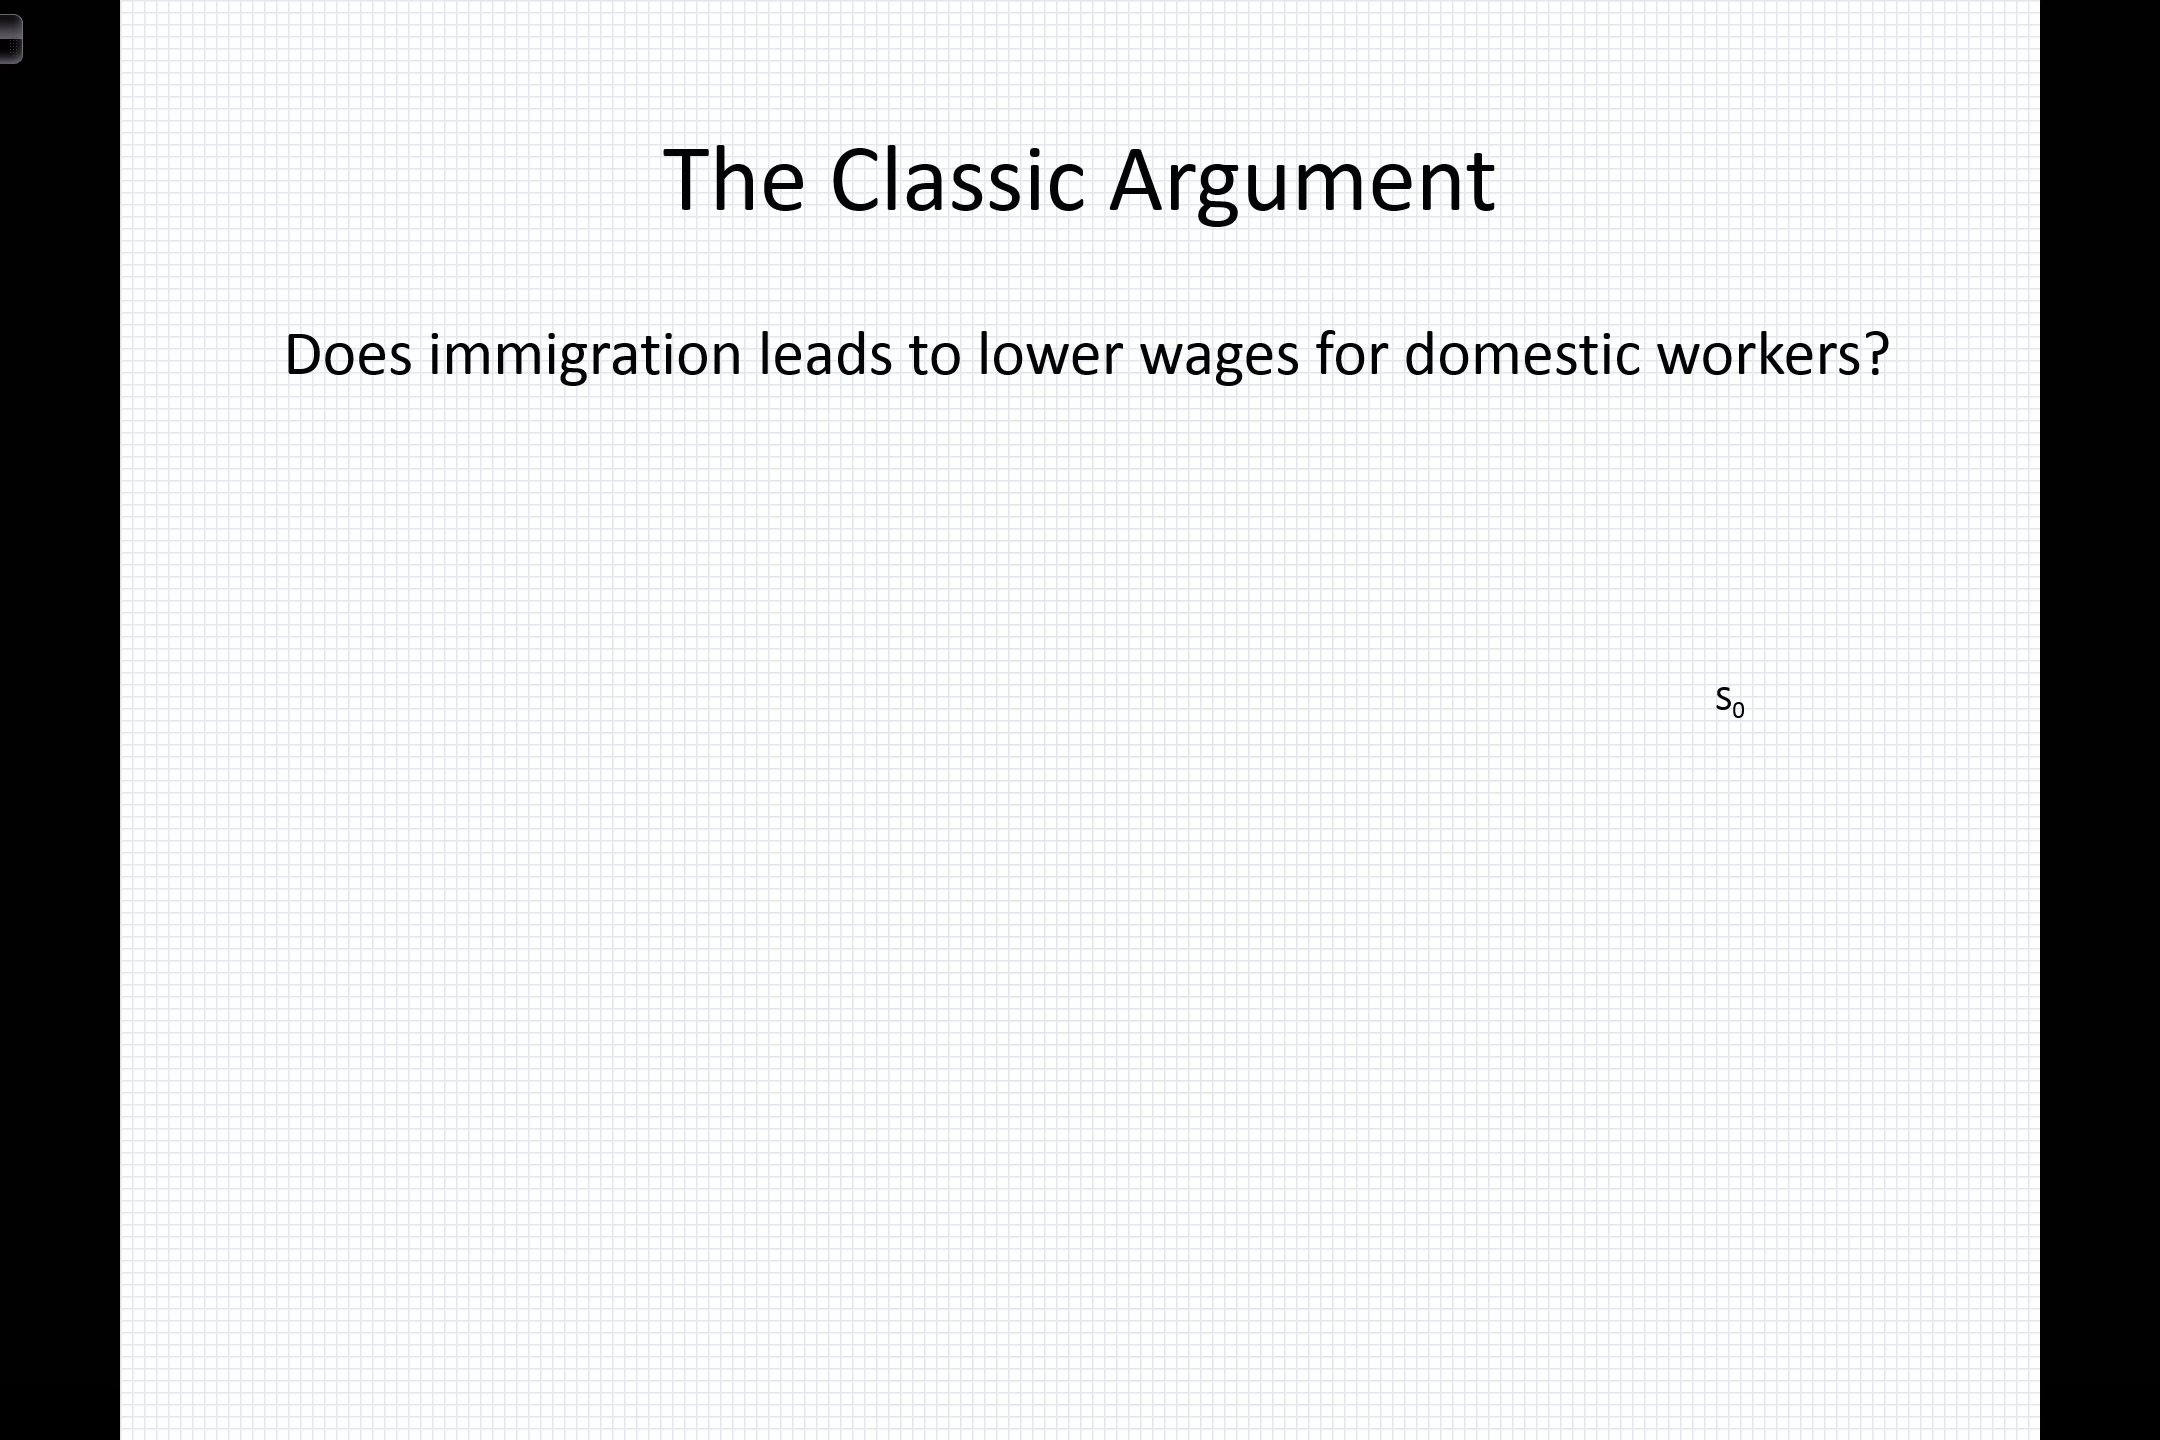 The Classic Argument
Does immigration leads to lower wages for domestic workers?
S₀